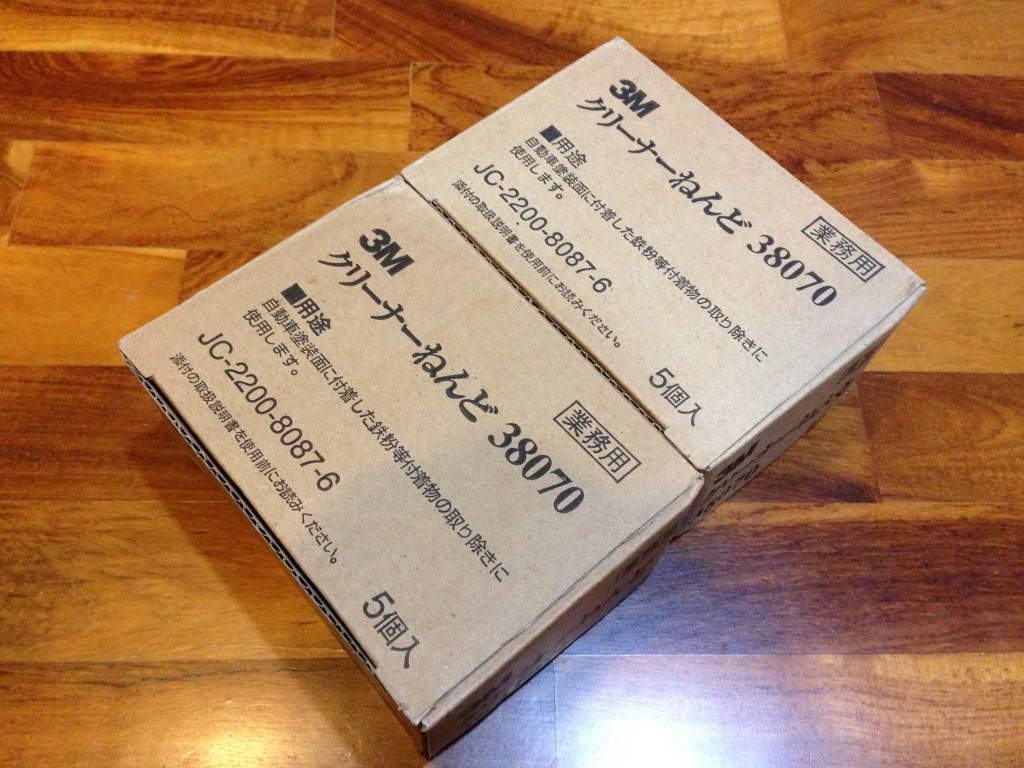 3M
クリーナーねんど 38070
業務用
■用途
自動車塗装面に付着した鉄粉等付着物の取り除きに
使用します。
JC-2200-8087-6
添付の取扱説明書を使用前にお読みください。
5個入
3M
クリーナーねんど 38070
業務用
■用途
自動車塗装面に付着した鉄粉等付着物の取り除きに
使用します。
JC-2200-8087-6
添付の取扱説明書を使用前にお読みください。
5個入